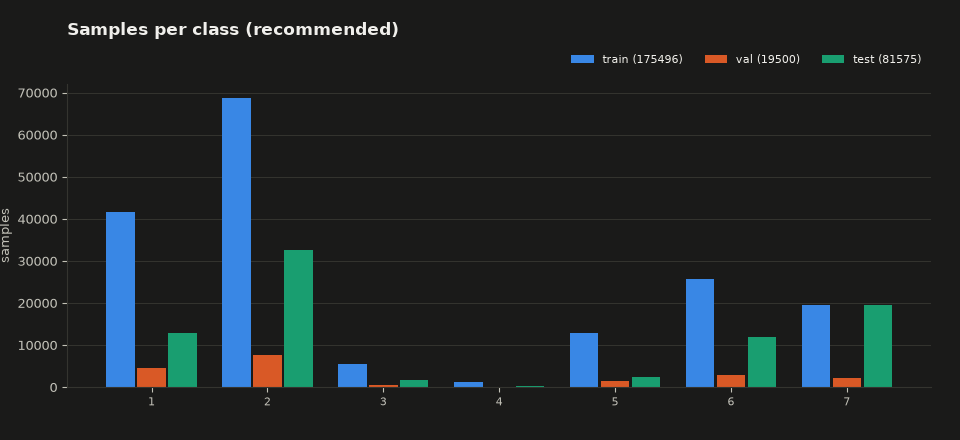 Samples per class (recommended)
train (175496) val (19500) test (81575)
samples
70000
60000
50000
40000
30000
20000
10000
0
1 2 3 4 5 6 7